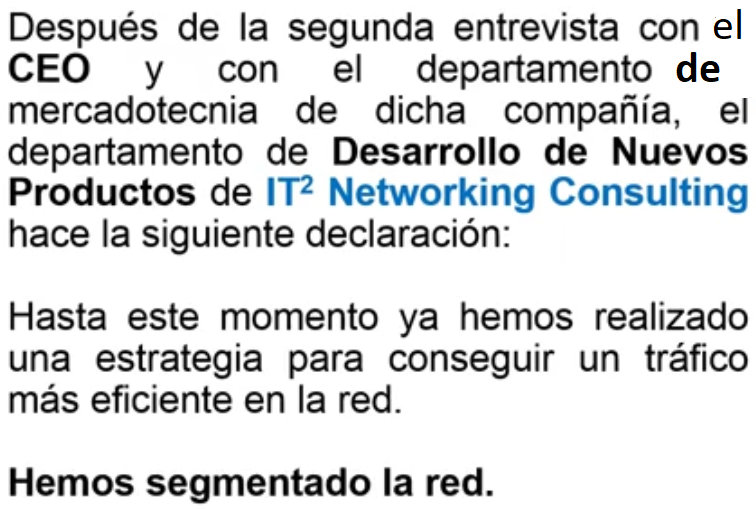 Después de la segunda entrevista con el
CEO y con el departamento de
mercadotecnia de dicha compañía, el
departamento de Desarrollo de Nuevos
Productos de IT² Networking Consulting
hace la siguiente declaración:
Hasta este momento ya hemos realizado
una estrategia para conseguir un tráfico
más eficiente en la red.
Hemos segmentado la red.